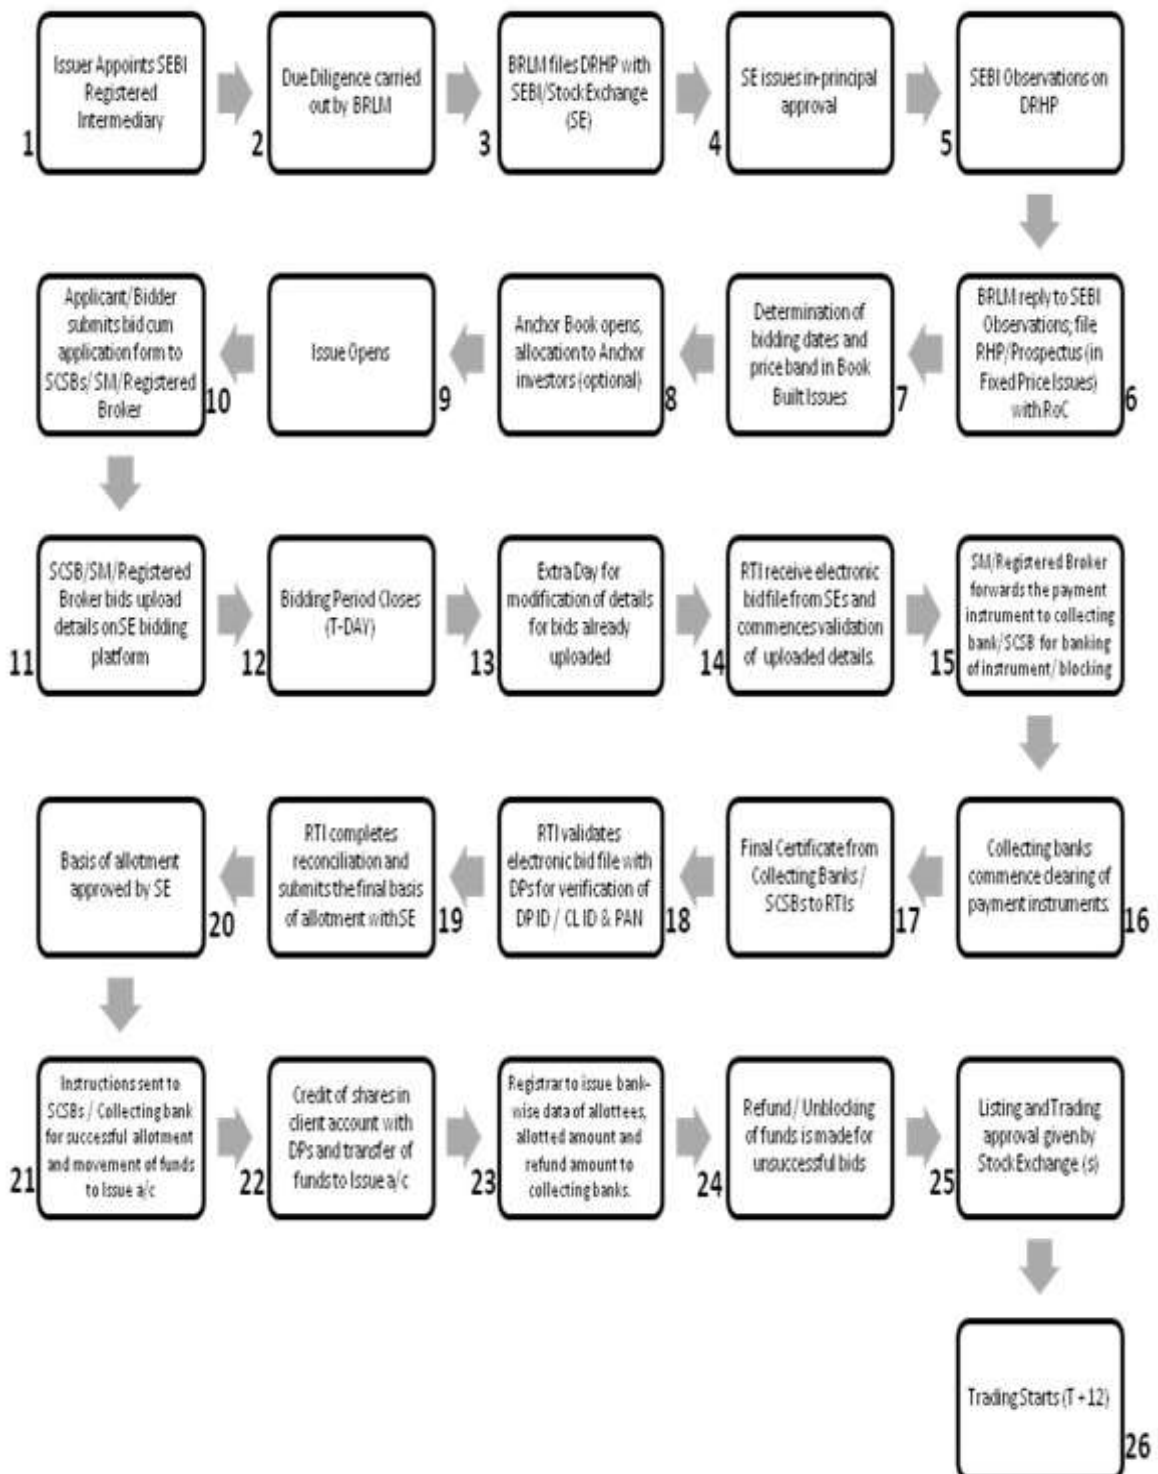 1
Issuer Appoints SEBI
Registered
Intermediary
2
Due Diligence carried
out by BRLM
3
BRLM files DRHP with
SEBI/Stock Exchange
(SE)
4
SE issues in-principal
approval
5
SEBI Observations on
DRHP
6
BRLM reply to SEBI
Observations; file
RHP/Prospectus (in
Fixed Price Issues)
with RoC
7
Determination of
bidding dates and
price band in Book
Built Issues
8
Anchor Book opens,
allocation to Anchor
investors (optional)
9
Issue Opens
10
Applicant/Bidder
submits bid cum
application form to
SCSBs/ SM/Registered
Broker
11
SCSB/SM/Registered
Broker bids upload
details on SE bidding
platform
12
Bidding Period Closes
(T-DAY)
13
Extra Day for
modification of details
for bids already
uploaded
14
RTI receive electronic
bid file from SEs and
commences validation
of uploaded details.
15
SM/Registered Broker
forwards the payment
instrument to collecting
bank/SCSB for banking
of instrument/ blocking
16
Collecting banks
commence clearing of
payment instruments.
17
Final Certificate from
Collecting Banks /
SCSBs to RTIs
18
RTI validates
electronic bid file with
DPs for verification of
DP ID / CL ID & PAN
19
RTI completes
reconciliation and
submits the final basis
of allotment with SE
20
Basis of allotment
approved by SE
21
Instructions sent to
SCSBs / Collecting bank
for successful allotment
and movement of funds
to Issue a/c
22
Credit of shares in
client account with
DPs and transfer of
funds to Issue a/c
23
Registrar to issue bank-
wise data of allottees,
allotted amount and
refund amount to
collecting banks.
24
Refund / Unblocking
of funds is made for
unsuccessful bids
25
Listing and Trading
approval given by
Stock Exchange (s)
26
Trading Starts (T + 12)